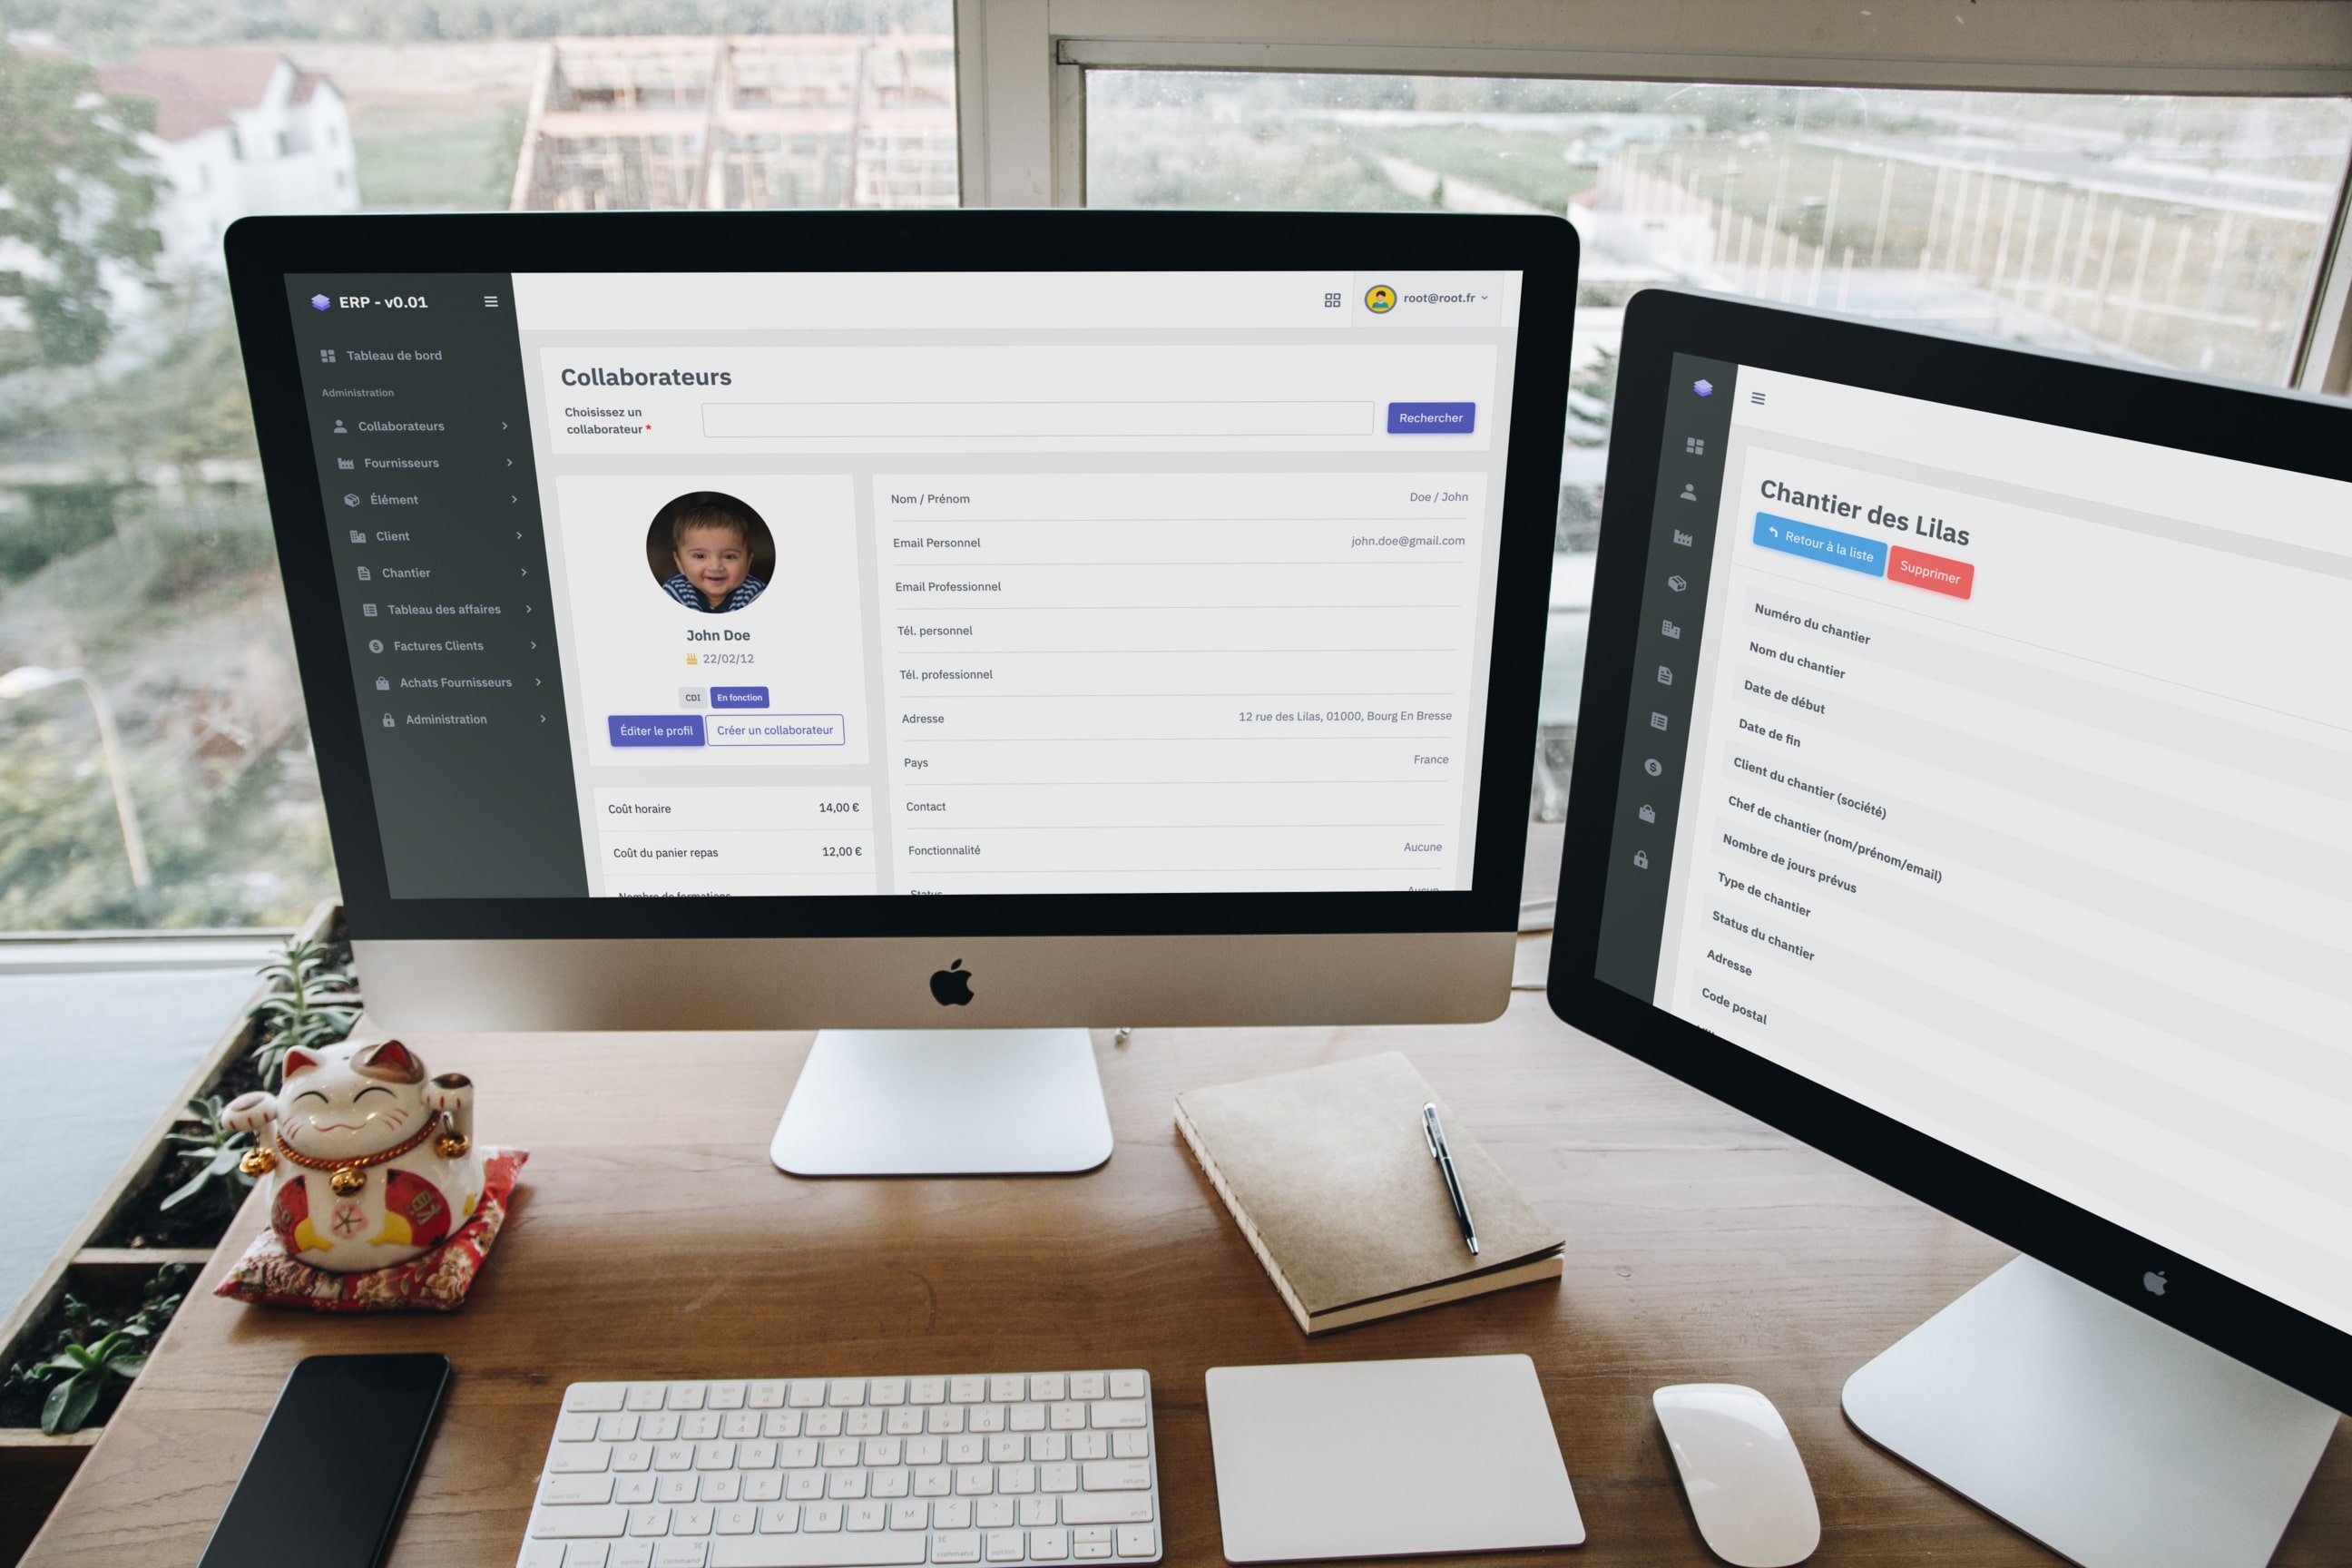 ERP - v0.01
Tableau de bord
Administration
Collaborateurs
Fournisseurs
Élément
Client
Chantier
Tableau des affaires
Factures Clients
Achats Fournisseurs
Administration
root@root.fr
Collaborateurs
Choisissez un
collaborateur *
Rechercher
John Doe
22/02/12
CDI En fonction
Éditer le profil Créer un collaborateur
Coût horaire 14,00 €
Coût du panier repas 12,00 €
Nombre de formations
Nom / Prénom Doe / John
Email Personnel john.doe@gmail.com
Email Professionnel
Tél. personnel
Tél. professionnel
Adresse 12 rue des Lilas, 01000, Bourg En Bresse
Pays France
Contact
Fonctionnalité Aucune
Status Aucun
Chantier des Lilas
Retour à la liste Supprimer
Numéro du chantier
Nom du chantier
Date de début
Date de fin
Client du chantier (société)
Chef de chantier (nom/prénom/email)
Nombre de jours prévus
Type de chantier
Status du chantier
Adresse
Code postal
Q W E R T Y U I O P
A S D F G H J K L
Z X C V B N M
command option
command